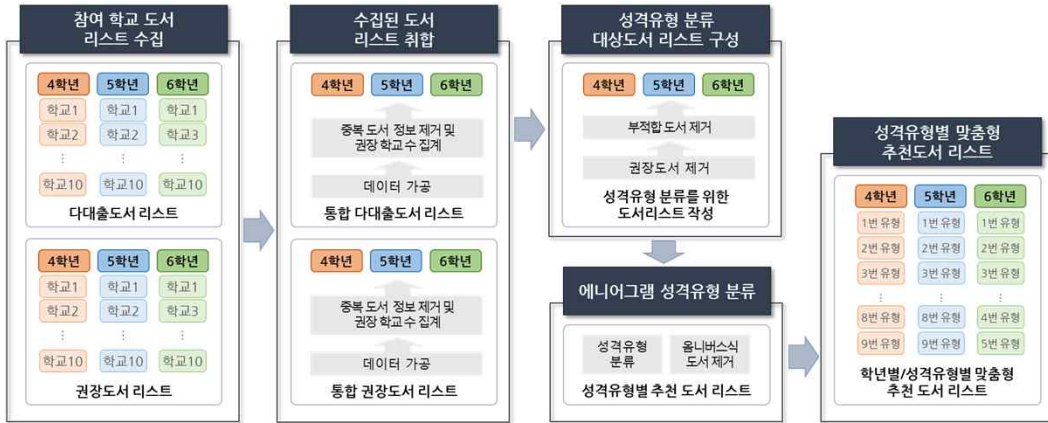 참여 학교 도서
리스트 수집
4학년 5학년 6학년
학교1 학교1 학교1
학교2 학교2 학교3
⋮ ⋮ ⋮
학교10 학교10 학교10
다대출도서 리스트
4학년 5학년 6학년
학교1 학교1 학교1
학교2 학교2 학교3
⋮ ⋮ ⋮
학교10 학교10 학교10
권장도서 리스트
수집된 도서
리스트 취합
4학년 5학년 6학년
중복 도서 정보 제거 및
권장 학교 수 집계
데이터 가공
통합 다대출도서 리스트
4학년 5학년 6학년
중복 도서 정보 제거 및
권장 학교 수 집계
데이터 가공
통합 권장도서 리스트
성격유형 분류
대상도서 리스트 구성
4학년 5학년 6학년
부적합 도서 제거
권장도서 제거
성격유형 분류를 위한
도서리스트 작성
에니어그램 성격유형 분류
성격유형
분류
옴니버스식
도서 제거
성격유형별 추천 도서 리스트
성격유형별 맞춤형
추천도서 리스트
4학년 5학년 6학년
1번 유형 1번 유형 1번 유형
2번 유형 2번 유형 2번 유형
3번 유형 3번 유형 3번 유형
⋮ ⋮ ⋮
8번 유형 8번 유형 4번 유형
9번 유형 9번 유형 5번 유형
학년별/성격유형별 맞춤형
추천 도서 리스트